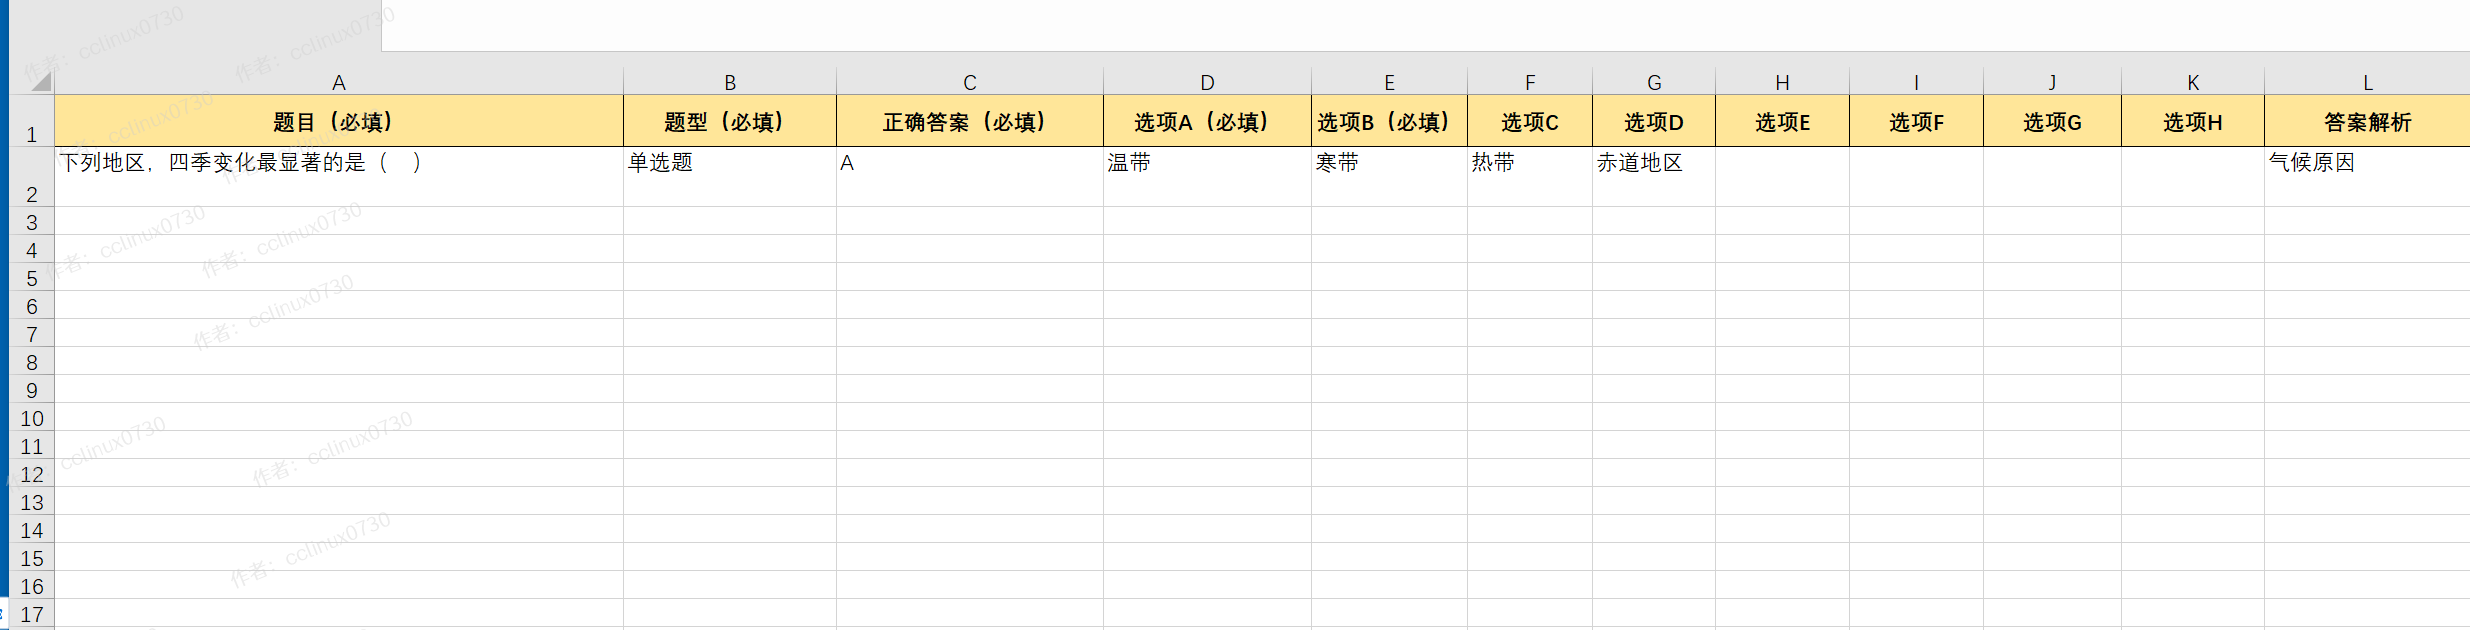 作者：cclinux0730 作者：cclinux0730
A B C D E F G H I J K L
1 题目（必填） 题型（必填） 正确答案（必填） 选项A（必填） 选项B（必填） 选项C 选项D 选项E 选项F 选项G 选项H 答案解析
作者：cclinux0730 作者：cclinux0730
2 下列地区，四季变化最显著的是（ ） 单选题 A 温带 寒带 热带 赤道地区 气候原因
3
作者：cclinux0730 作者：cclinux0730
4
5
6
作者：cclinux0730
7
8
9
10
11
cclinux0730 作者：cclinux0730
12
13
14
15
作者：cclinux0730
16
17